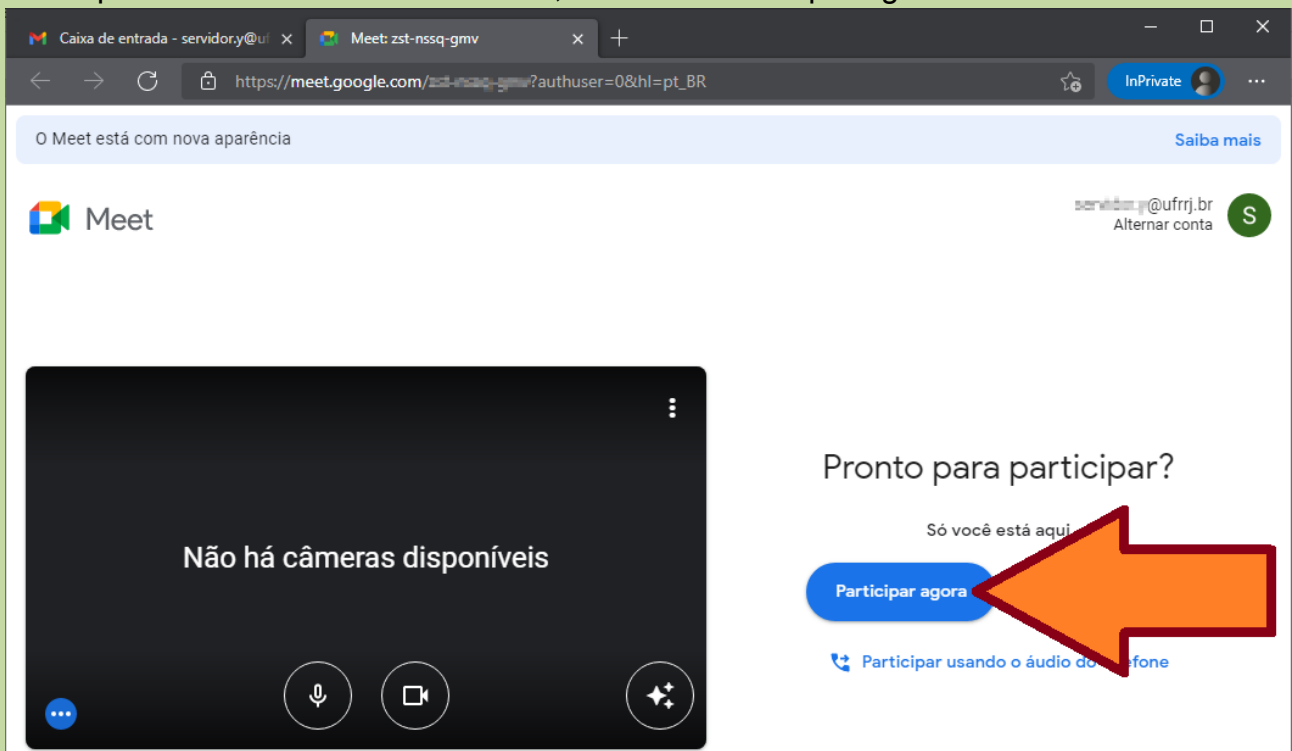 Caixa de entrada - servidor.y@uf
Meet: zst-nssq-gmv
https://meet.google.com/ ?authuser=0&hl=pt_BR
InPrivate
O Meet está com nova aparência
Saiba mais
Meet
@ufrrj.br
Alternar conta
S
Pronto para participar?
Só você está aqui
Não há câmeras disponíveis
Participar agora
Participar usando o áudio do